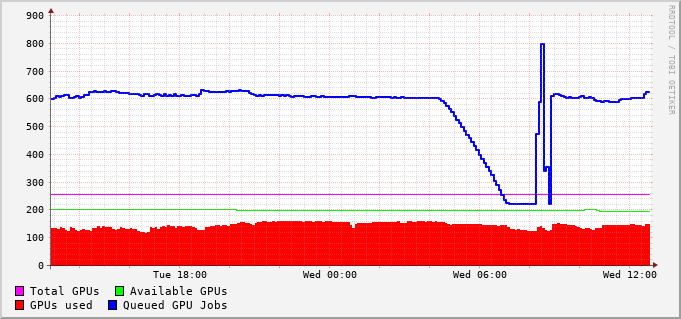 900
800
700
600
500
400
300
200
100
0
Tue 18:00 Wed 00:00 Wed 06:00 Wed 12:00
Total GPUs Available GPUs
GPUs used Queued GPU Jobs
RRDTOOL / TOBI OETIKER